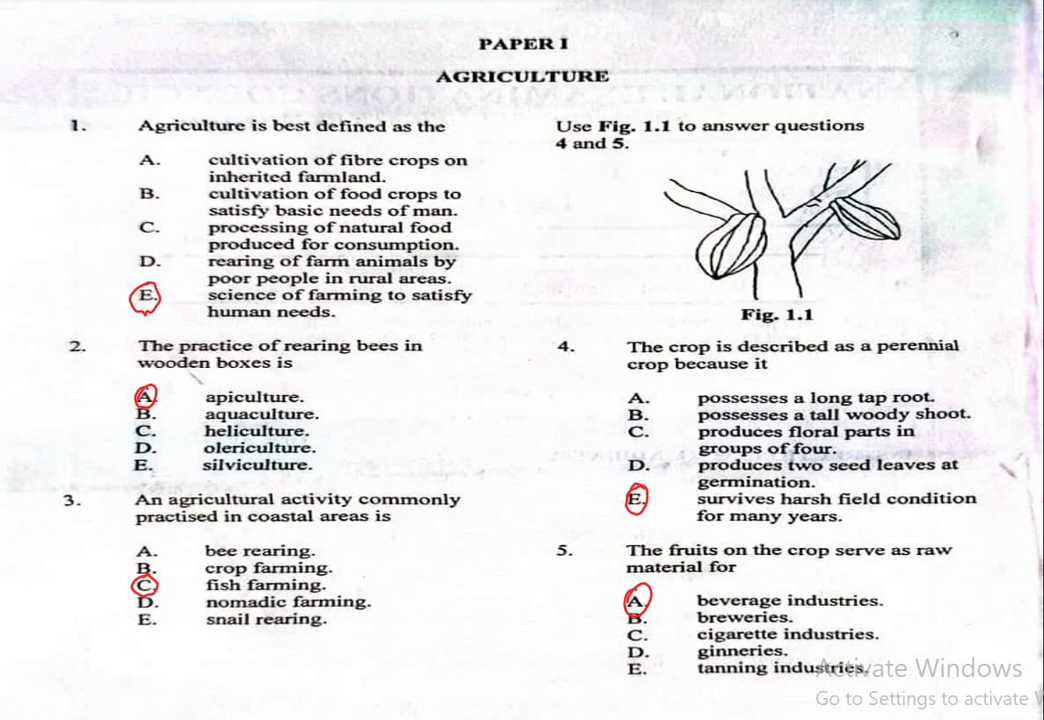 PAPER I
AGRICULTURE
1. Agriculture is best defined as the
A. cultivation of fibre crops on
inherited farmland.
B. cultivation of food crops to
satisfy basic needs of man.
C. processing of natural food
produced for consumption.
D. rearing of farm animals by
poor people in rural areas.
E. science of farming to satisfy
human needs.
2. The practice of rearing bees in
wooden boxes is
A. apiculture.
B. aquaculture.
C. heliculture.
D. olericulture.
E. silviculture.
3. An agricultural activity commonly
practised in coastal areas is
A. bee rearing.
B. crop farming.
C. fish farming.
D. nomadic farming.
E. snail rearing.
Use Fig. 1.1 to answer questions
4 and 5.
Fig. 1.1
4. The crop is described as a perennial
crop because it
A. possesses a long tap root.
B. possesses a tall woody shoot.
C. produces floral parts in
groups of four.
D. produces two seed leaves at
germination.
E. survives harsh field condition
for many years.
5. The fruits on the crop serve as raw
material for
A. beverage industries.
B. breweries.
C. cigarette industries.
D. ginneries.
E. tanning industries.
Activate Windows
Go to Settings to activate